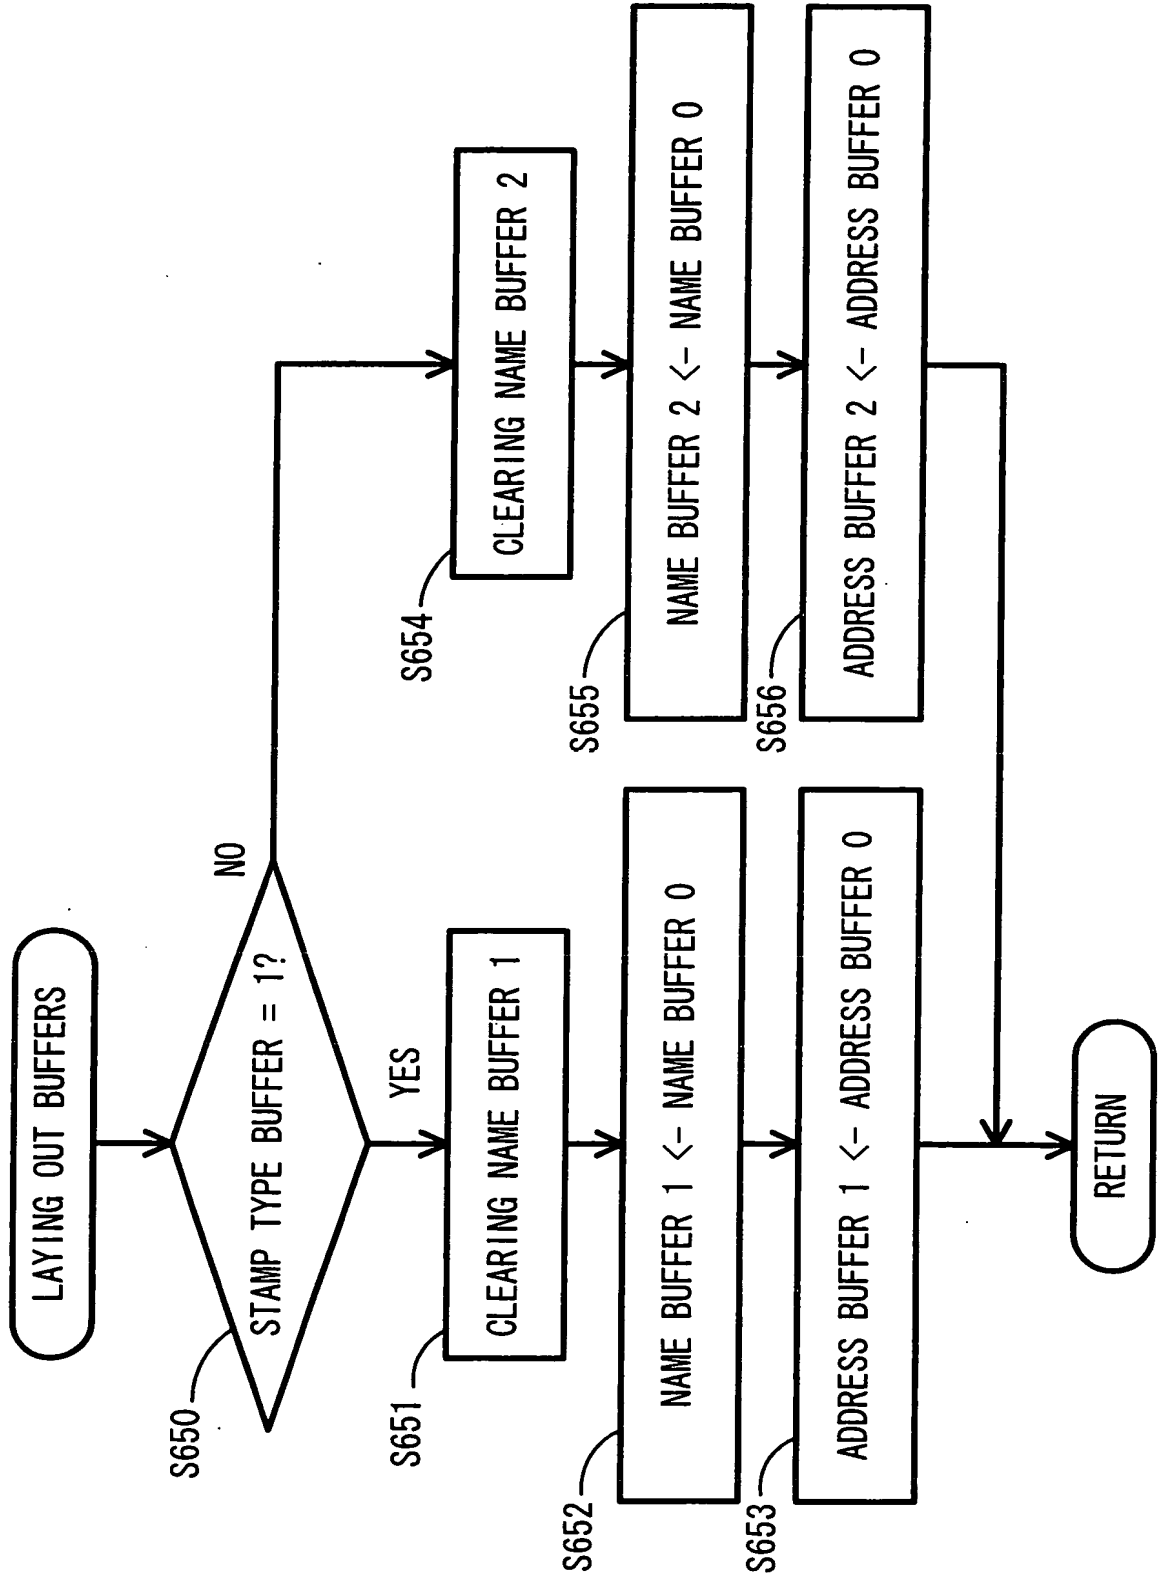 LAYING OUT BUFFERS
S650
STAMP TYPE BUFFER = 1?
NO
YES
S651
CLEARING NAME BUFFER 1
S652
NAME BUFFER 1 <- NAME BUFFER 0
S653
ADDRESS BUFFER 1 <- ADDRESS BUFFER 0
S654
CLEARING NAME BUFFER 2
S655
NAME BUFFER 2 <- NAME BUFFER 0
S656
ADDRESS BUFFER 2 <- ADDRESS BUFFER 0
RETURN